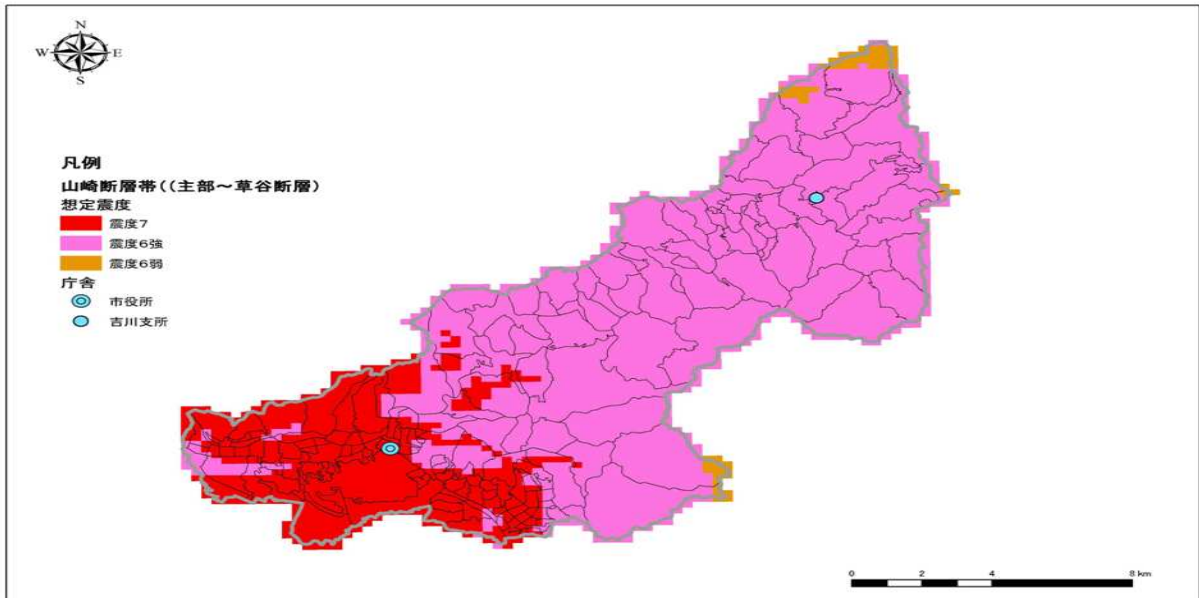 N
W E
S
凡例
山崎断層帯((主部～草谷断層)
想定震度
震度7
震度6強
震度6弱
庁舎
市役所
吉川支所
0 2 4 8 km